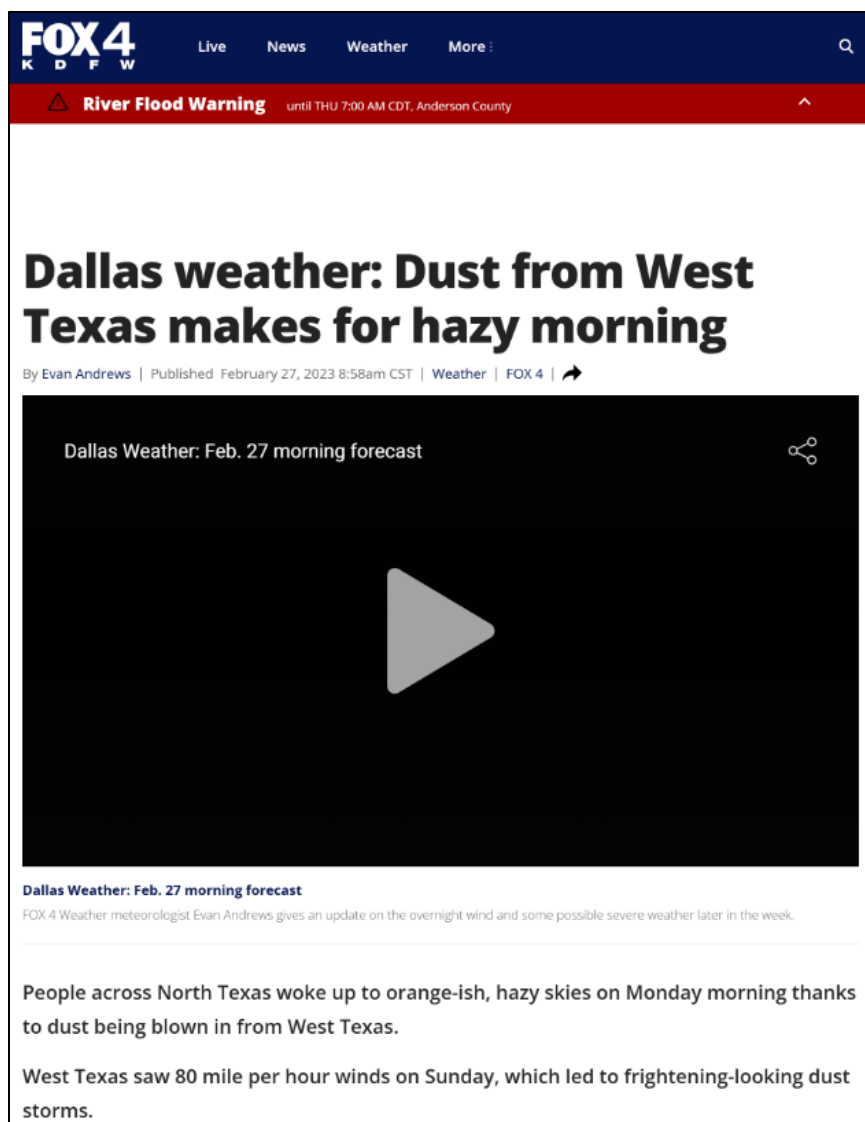 FOX 4
K D F W
Live News Weather More
River Flood Warning until THU 7:00 AM CDT, Anderson County
Dallas weather: Dust from West
Texas makes for hazy morning
By Evan Andrews | Published February 27, 2023 8:58am CST | Weather | FOX 4 |
Dallas Weather: Feb. 27 morning forecast
Dallas Weather: Feb. 27 morning forecast
FOX 4 Weather meteorologist Evan Andrews gives an update on the overnight wind and some possible severe weather later in the week.
People across North Texas woke up to orange-ish, hazy skies on Monday morning thanks
to dust being blown in from West Texas.
West Texas saw 80 mile per hour winds on Sunday, which led to frightening-looking dust
storms.